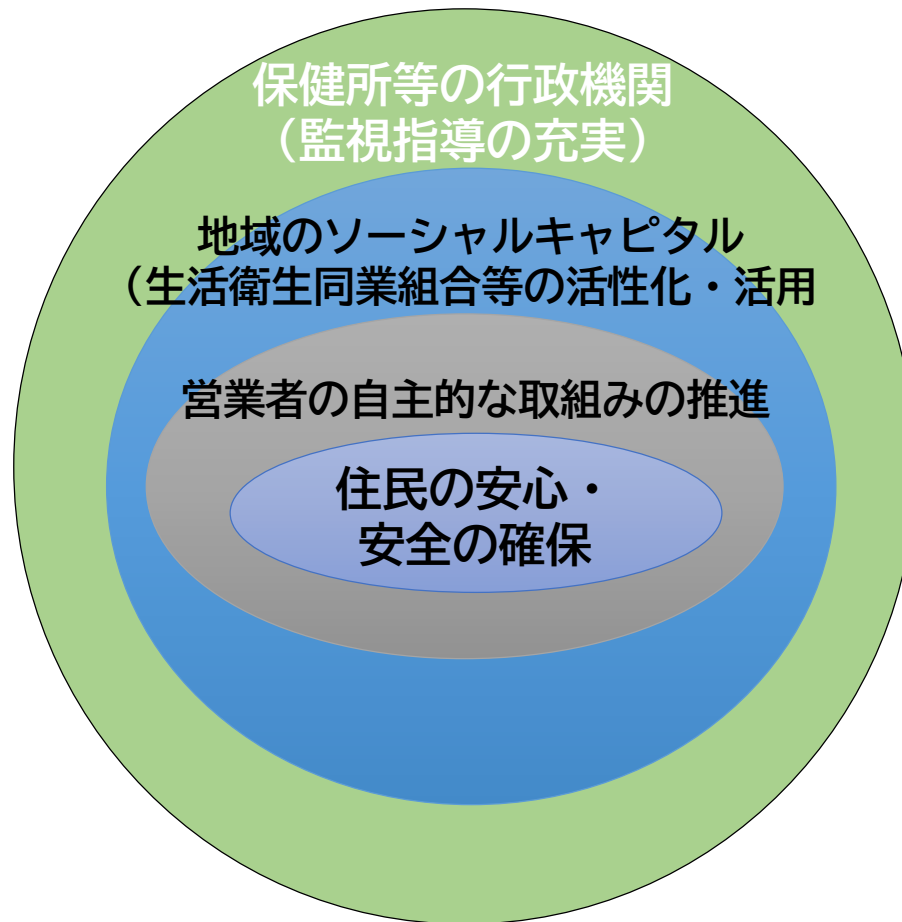 保健所等の行政機関
（監視指導の充実）
地域のソーシャルキャピタル
（生活衛生同業組合等の活性化・活用
営業者の自主的な取組みの推進
住民の安心・
安全の確保